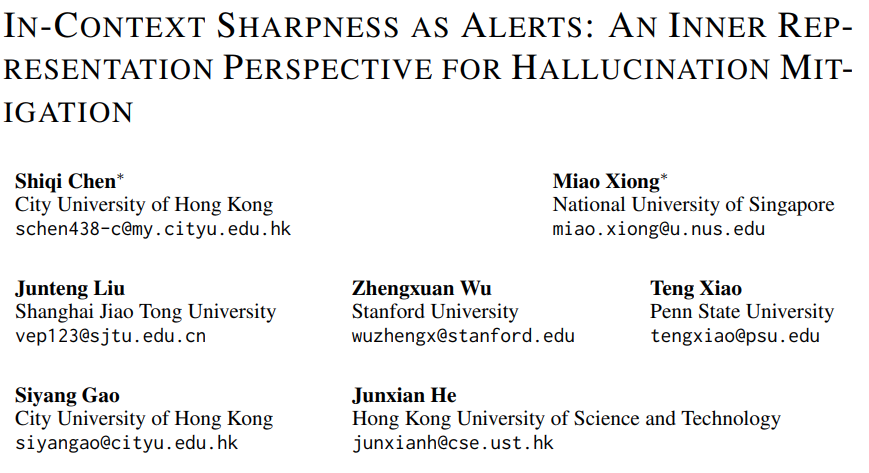 IN-CONTEXT SHARPNESS AS ALERTS: AN INNER REP-
RESENTATION PERSPECTIVE FOR HALLUCINATION MIT-
IGATION
Shiqi Chen* Miao Xiong*
City University of Hong Kong National University of Singapore
schen438-c@my.cityu.edu.hk miao.xiong@u.nus.edu
Junteng Liu Zhengxuan Wu Teng Xiao
Shanghai Jiao Tong University Stanford University Penn State University
vep123@sjtu.edu.cn wuzhengx@stanford.edu tengxiao@psu.edu
Siyang Gao Junxian He
City University of Hong Kong Hong Kong University of Science and Technology
siyangao@cityu.edu.hk junxianh@cse.ust.hk